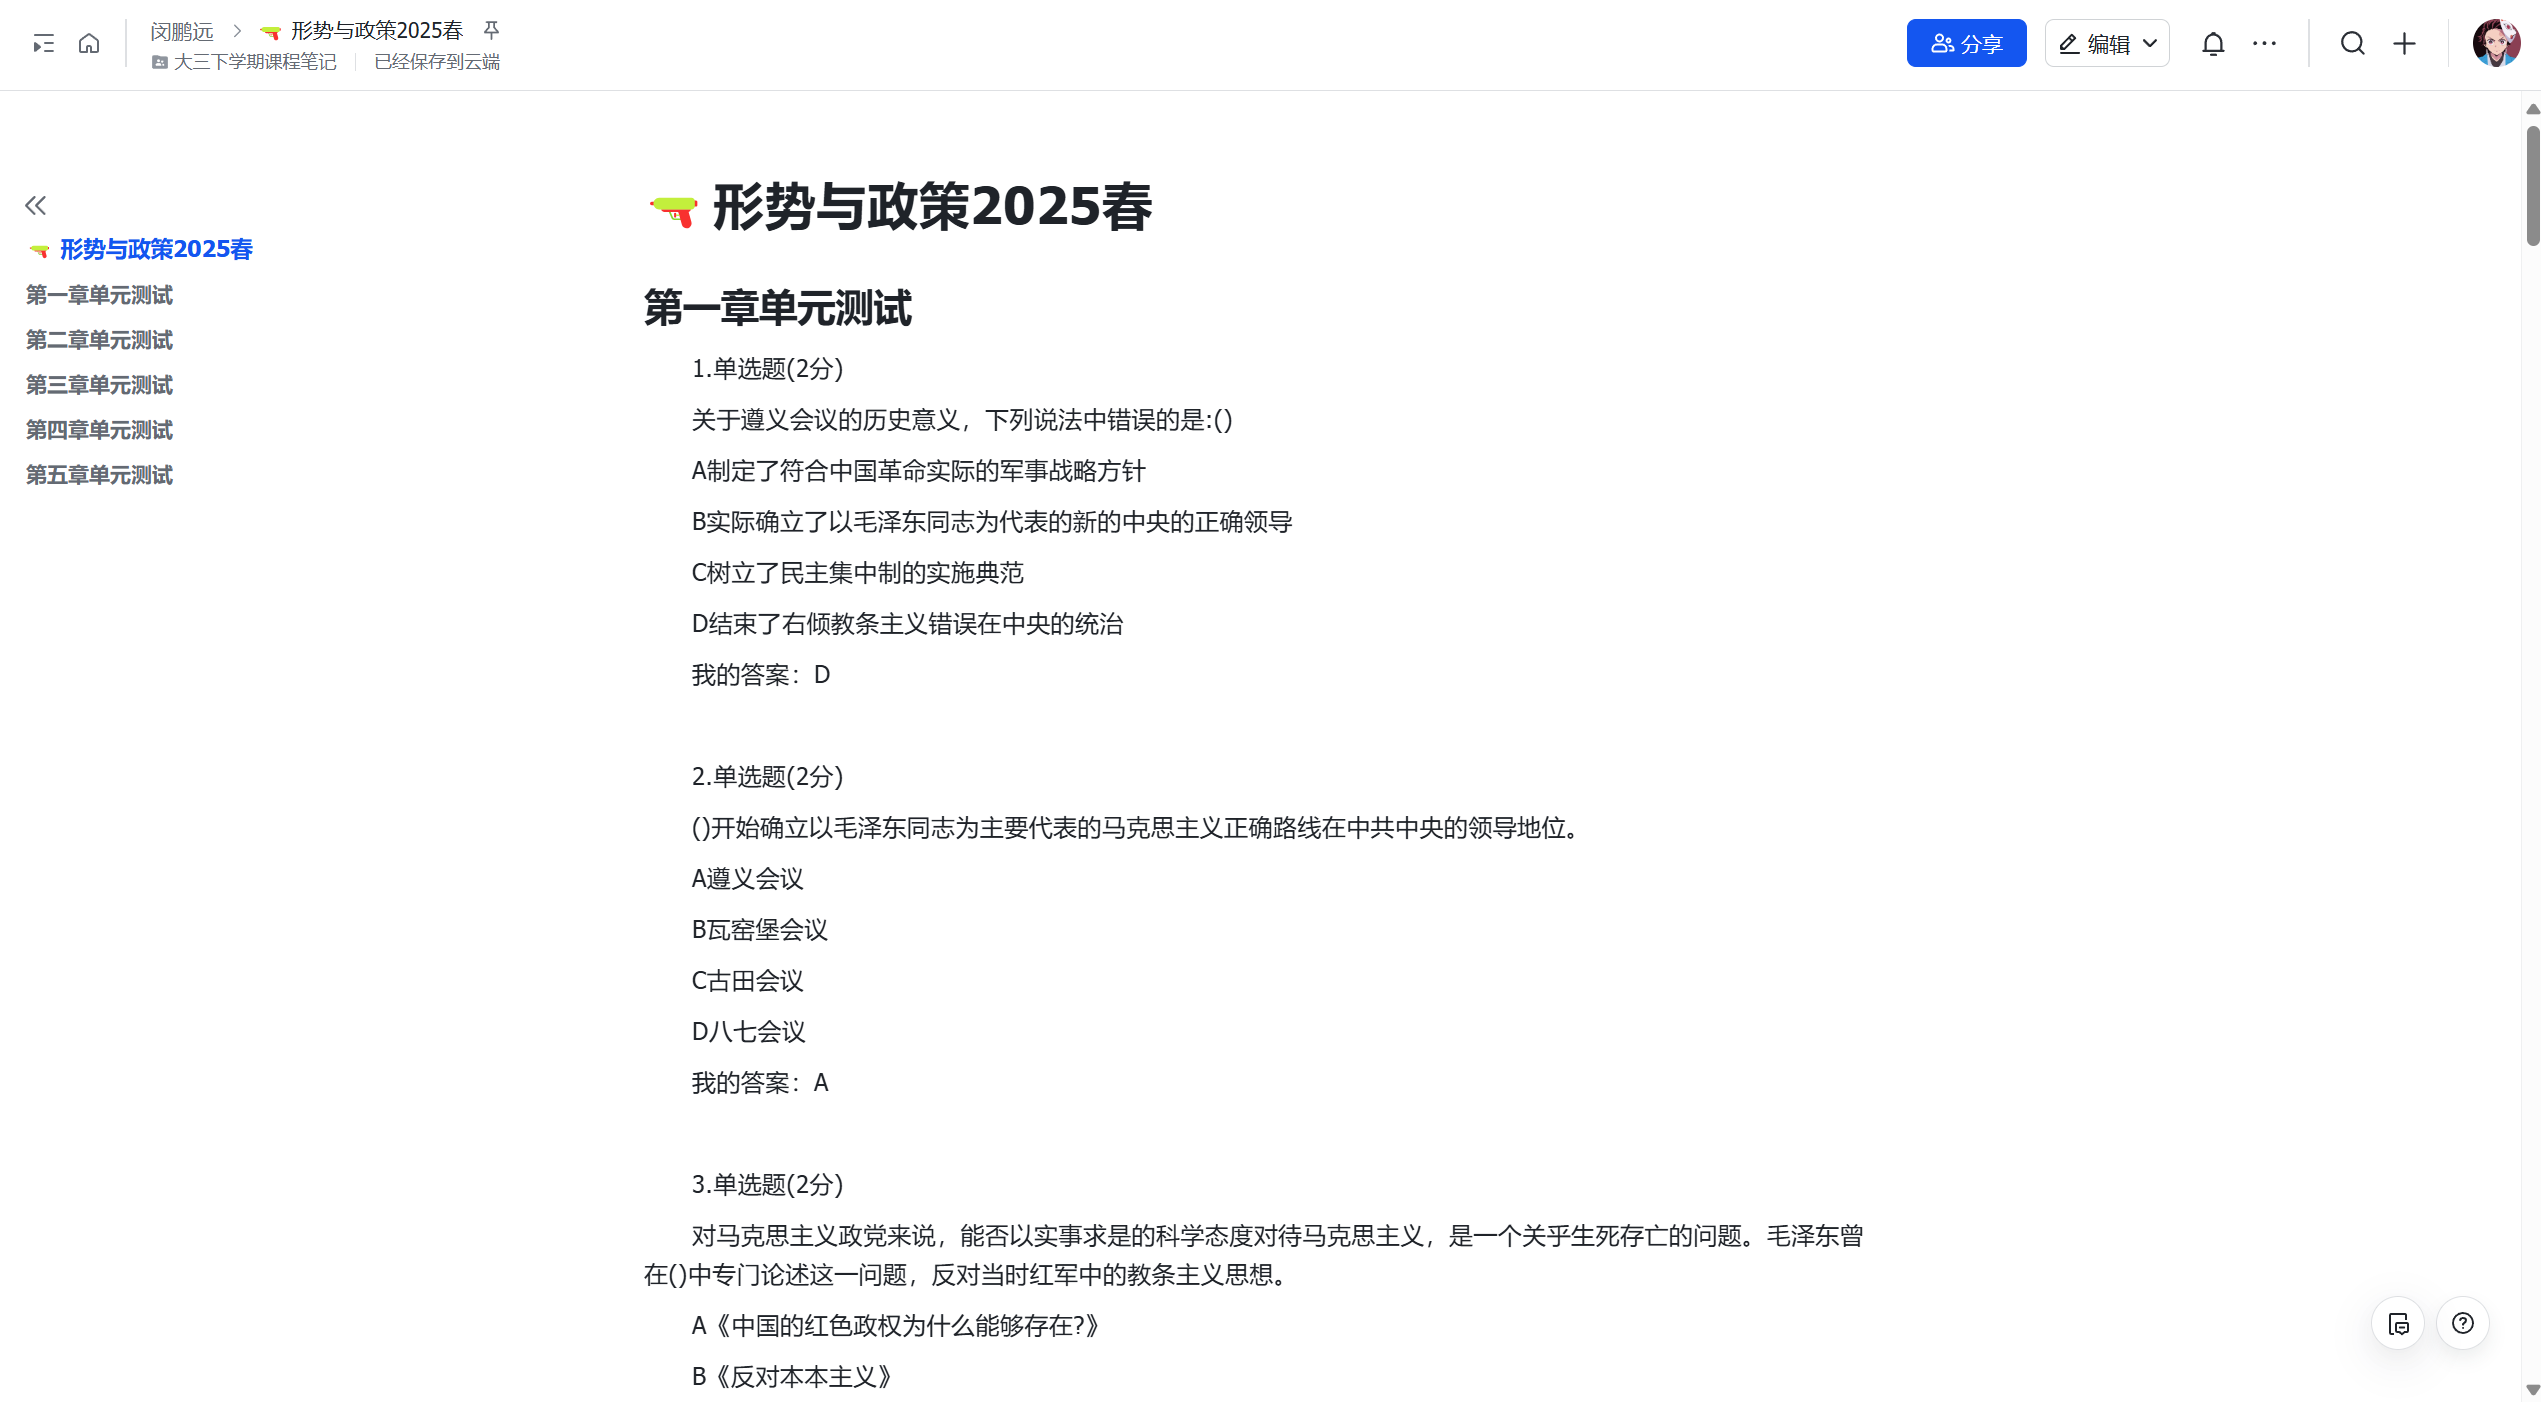 闵鹏远 > 形势与政策2025春
大三下学期课程笔记 | 已经保存到云端
分享
编辑
形势与政策2025春
第一章单元测试
第二章单元测试
第三章单元测试
第四章单元测试
第五章单元测试
形势与政策2025春
第一章单元测试
1.单选题(2分)
关于遵义会议的历史意义，下列说法中错误的是:()
A制定了符合中国革命实际的军事战略方针
B实际确立了以毛泽东同志为代表的新的中央的正确领导
C树立了民主集中制的实施典范
D结束了右倾教条主义错误在中央的统治
我的答案：D
2.单选题(2分)
()开始确立以毛泽东同志为主要代表的马克思主义正确路线在中共中央的领导地位。
A遵义会议
B瓦窑堡会议
C古田会议
D八七会议
我的答案：A
3.单选题(2分)
对马克思主义政党来说，能否以实事求是的科学态度对待马克思主义，是一个关乎生死存亡的问题。毛泽东曾
在()中专门论述这一问题，反对当时红军中的教条主义思想。
A《中国的红色政权为什么能够存在?》
B《反对本本主义》